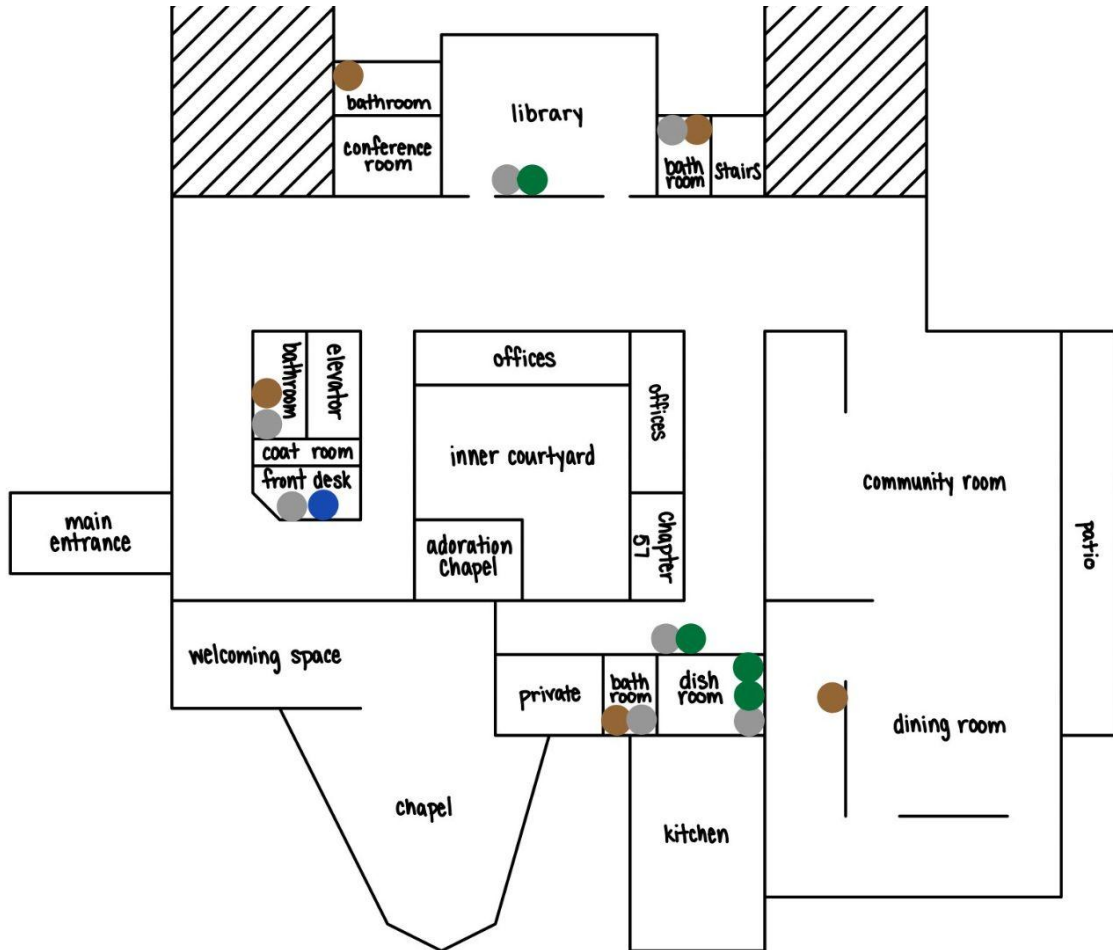 bathroom
conference
room
library
bath
room
stairs
bathroom
elevator
coat room
front desk
offices
offices
inner courtyard
adoration
chapel
Chapter
57
main
entrance
community room
patio
welcoming space
private
bath
room
dish
room
dining room
chapel
kitchen